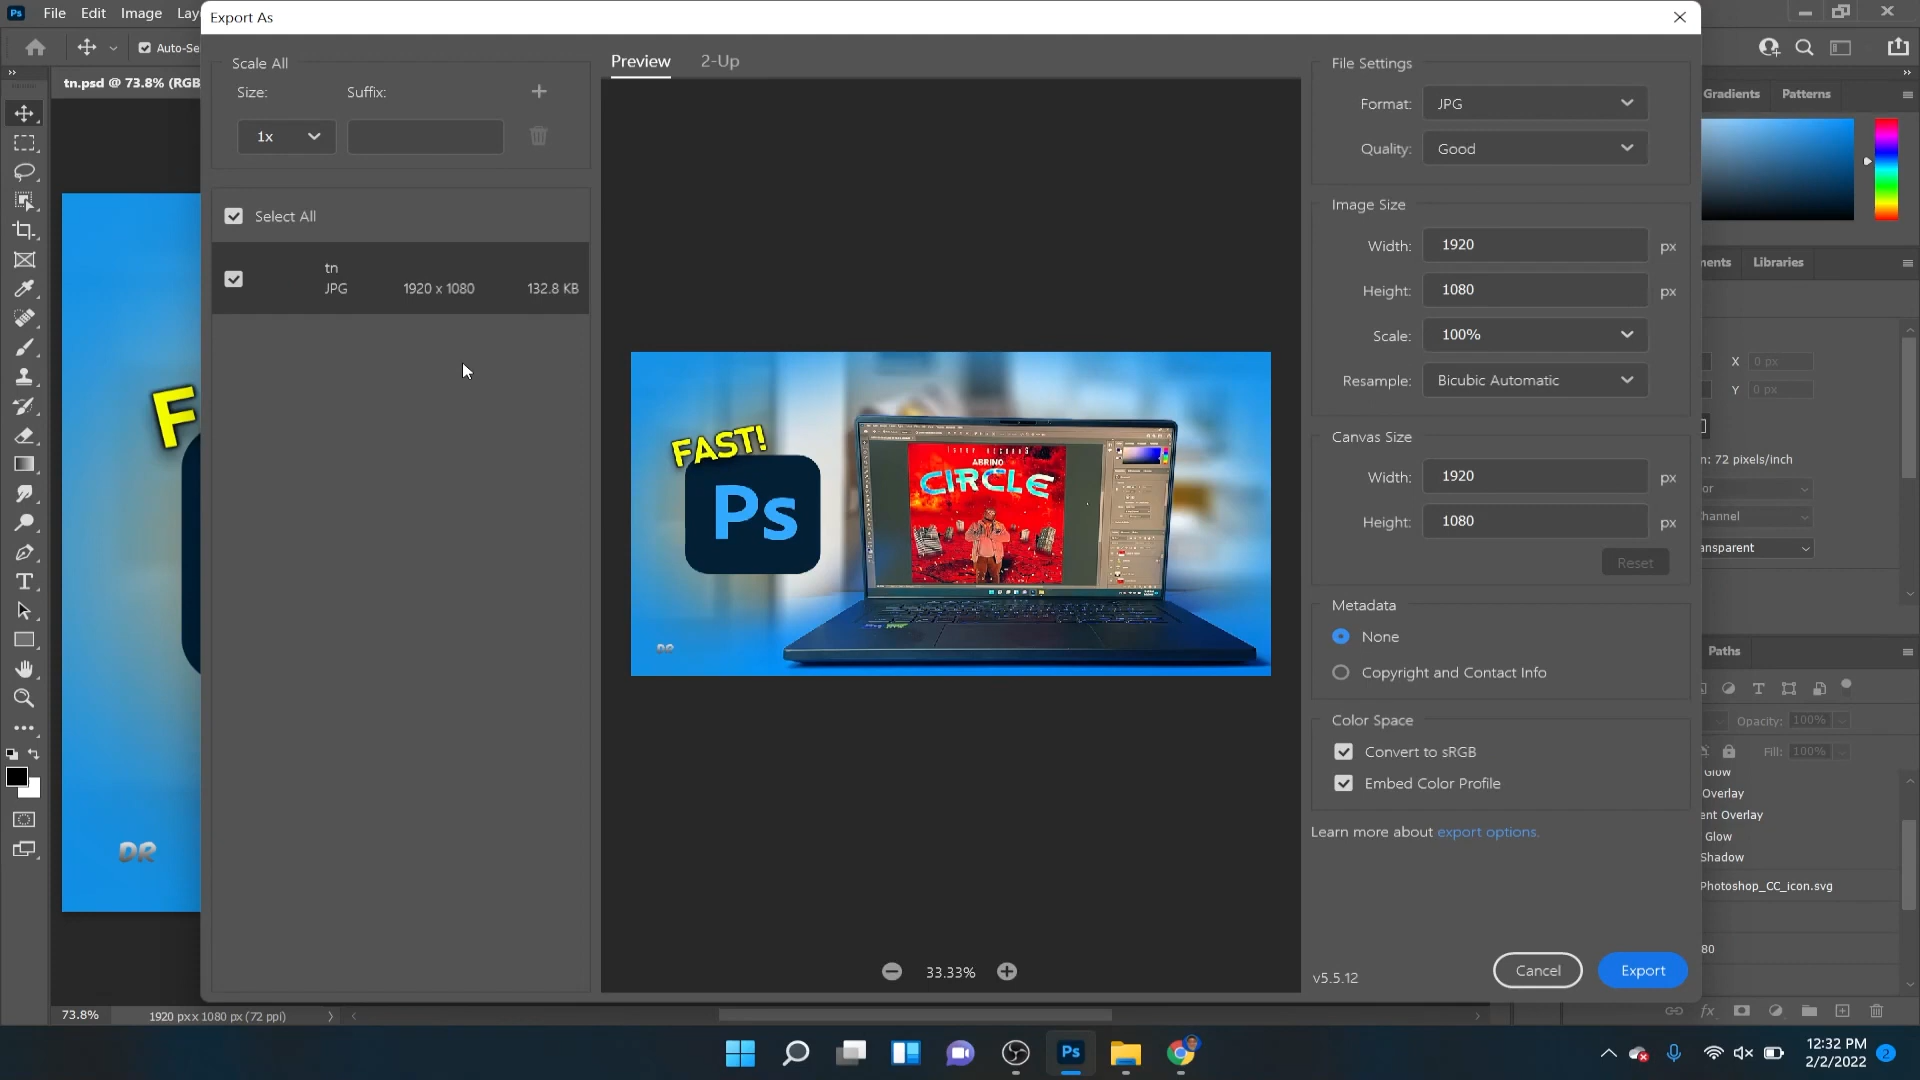 File Edit Image Lay
Export As
Auto-Se
tn.psd @ 73.8% (RGB
Scale All
Size: Suffix:
1x
Select All
tn
JPG 1920 x 1080 132.8 KB
Preview 2-Up
FAST!
Ps
ABRINO
CIRCLE
DR
33.33%
File Settings
Format: JPG
Quality: Good
Image Size
Width: 1920 px
Height: 1080 px
Scale: 100%
Resample: Bicubic Automatic
Canvas Size
Width: 1920 px
Height: 1080 px
Reset
Metadata
None
Copyright and Contact Info
Color Space
Convert to sRGB
Embed Color Profile
Learn more about export options.
v5.5.12
Cancel Export
Gradients Patterns
ments Libraries
X 0 px
Y 0 px
n: 72 pixels/inch
or
hannel
ansparent
Paths
Opacity: 100%
Fill: 100%
Glow
Overlay
ent Overlay
Glow
Shadow
Photoshop_CC_icon.svg
80
F
DR
73.8% 1920 px x 1080 px (72 ppi)
Ps
12:32 PM
2/2/2022
2